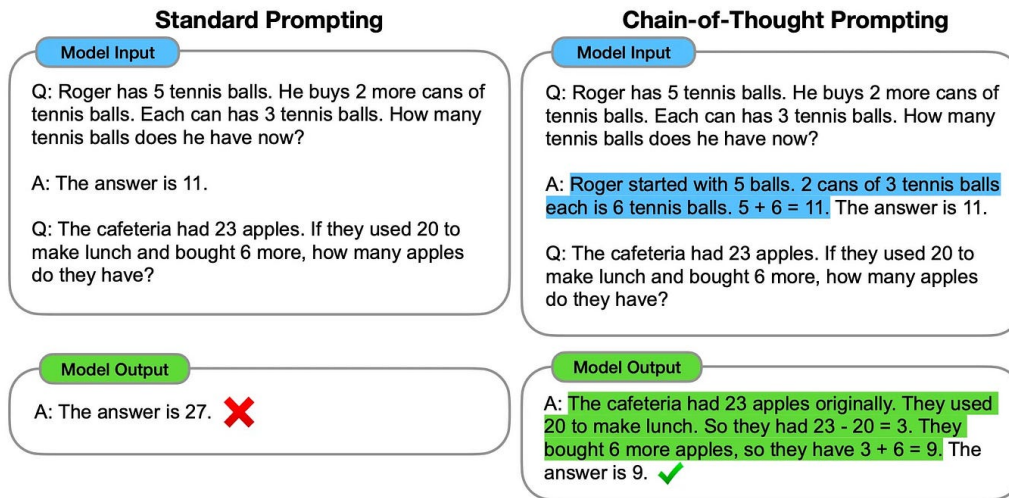 Standard Prompting
Model Input
Q: Roger has 5 tennis balls. He buys 2 more cans of
tennis balls. Each can has 3 tennis balls. How many
tennis balls does he have now?
A: The answer is 11.
Q: The cafeteria had 23 apples. If they used 20 to
make lunch and bought 6 more, how many apples
do they have?
Model Output
A: The answer is 27.
Chain-of-Thought Prompting
Model Input
Q: Roger has 5 tennis balls. He buys 2 more cans of
tennis balls. Each can has 3 tennis balls. How many
tennis balls does he have now?
A: Roger started with 5 balls. 2 cans of 3 tennis balls
each is 6 tennis balls. 5 + 6 = 11. The answer is 11.
Q: The cafeteria had 23 apples. If they used 20 to
make lunch and bought 6 more, how many apples
do they have?
Model Output
A: The cafeteria had 23 apples originally. They used
20 to make lunch. So they had 23 - 20 = 3. They
bought 6 more apples, so they have 3 + 6 = 9. The
answer is 9.